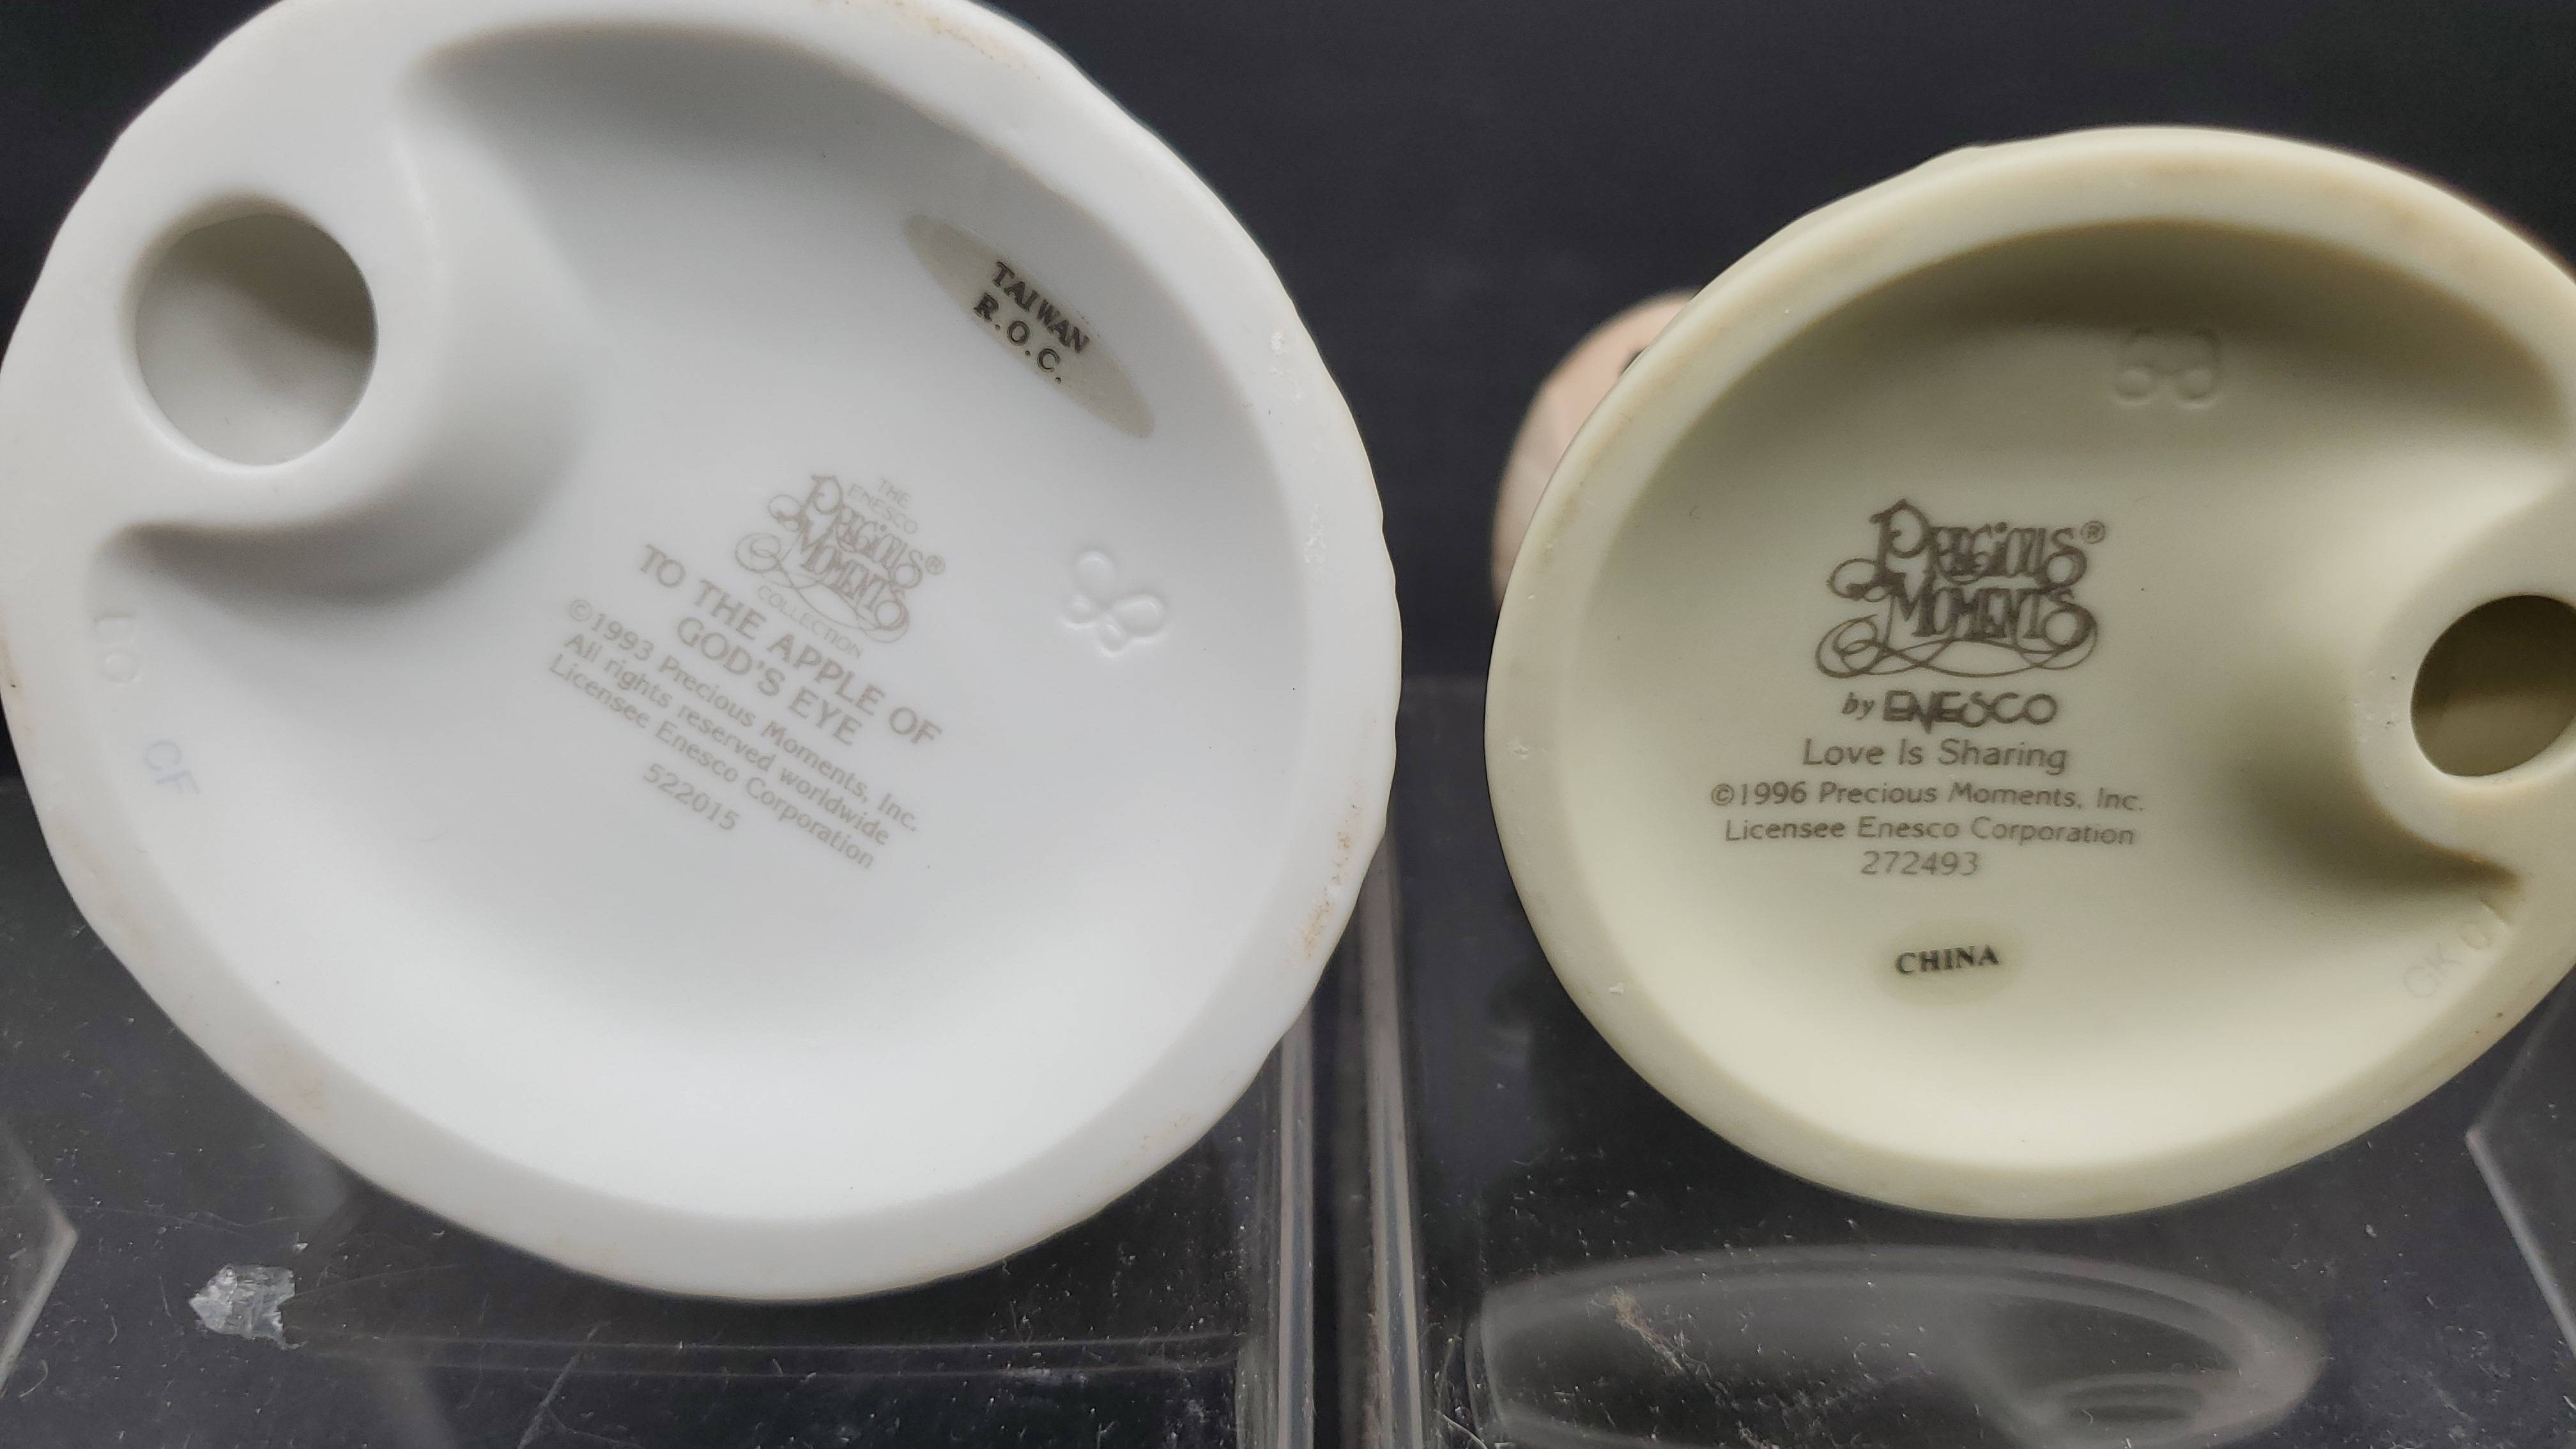 TAIWAN
R.O.C.
THE
ENESCO
PRECIOUS®
MOMENTS
COLLECTION
TO THE APPLE OF
GOD'S EYE
©1993 Precious Moments, Inc.
All rights reserved worldwide
Licensee Enesco Corporation
522015
CF
PRECIOUS®
MOMENTS
by ENESCO
Love Is Sharing
©1996 Precious Moments, Inc.
Licensee Enesco Corporation
272493
CHINA